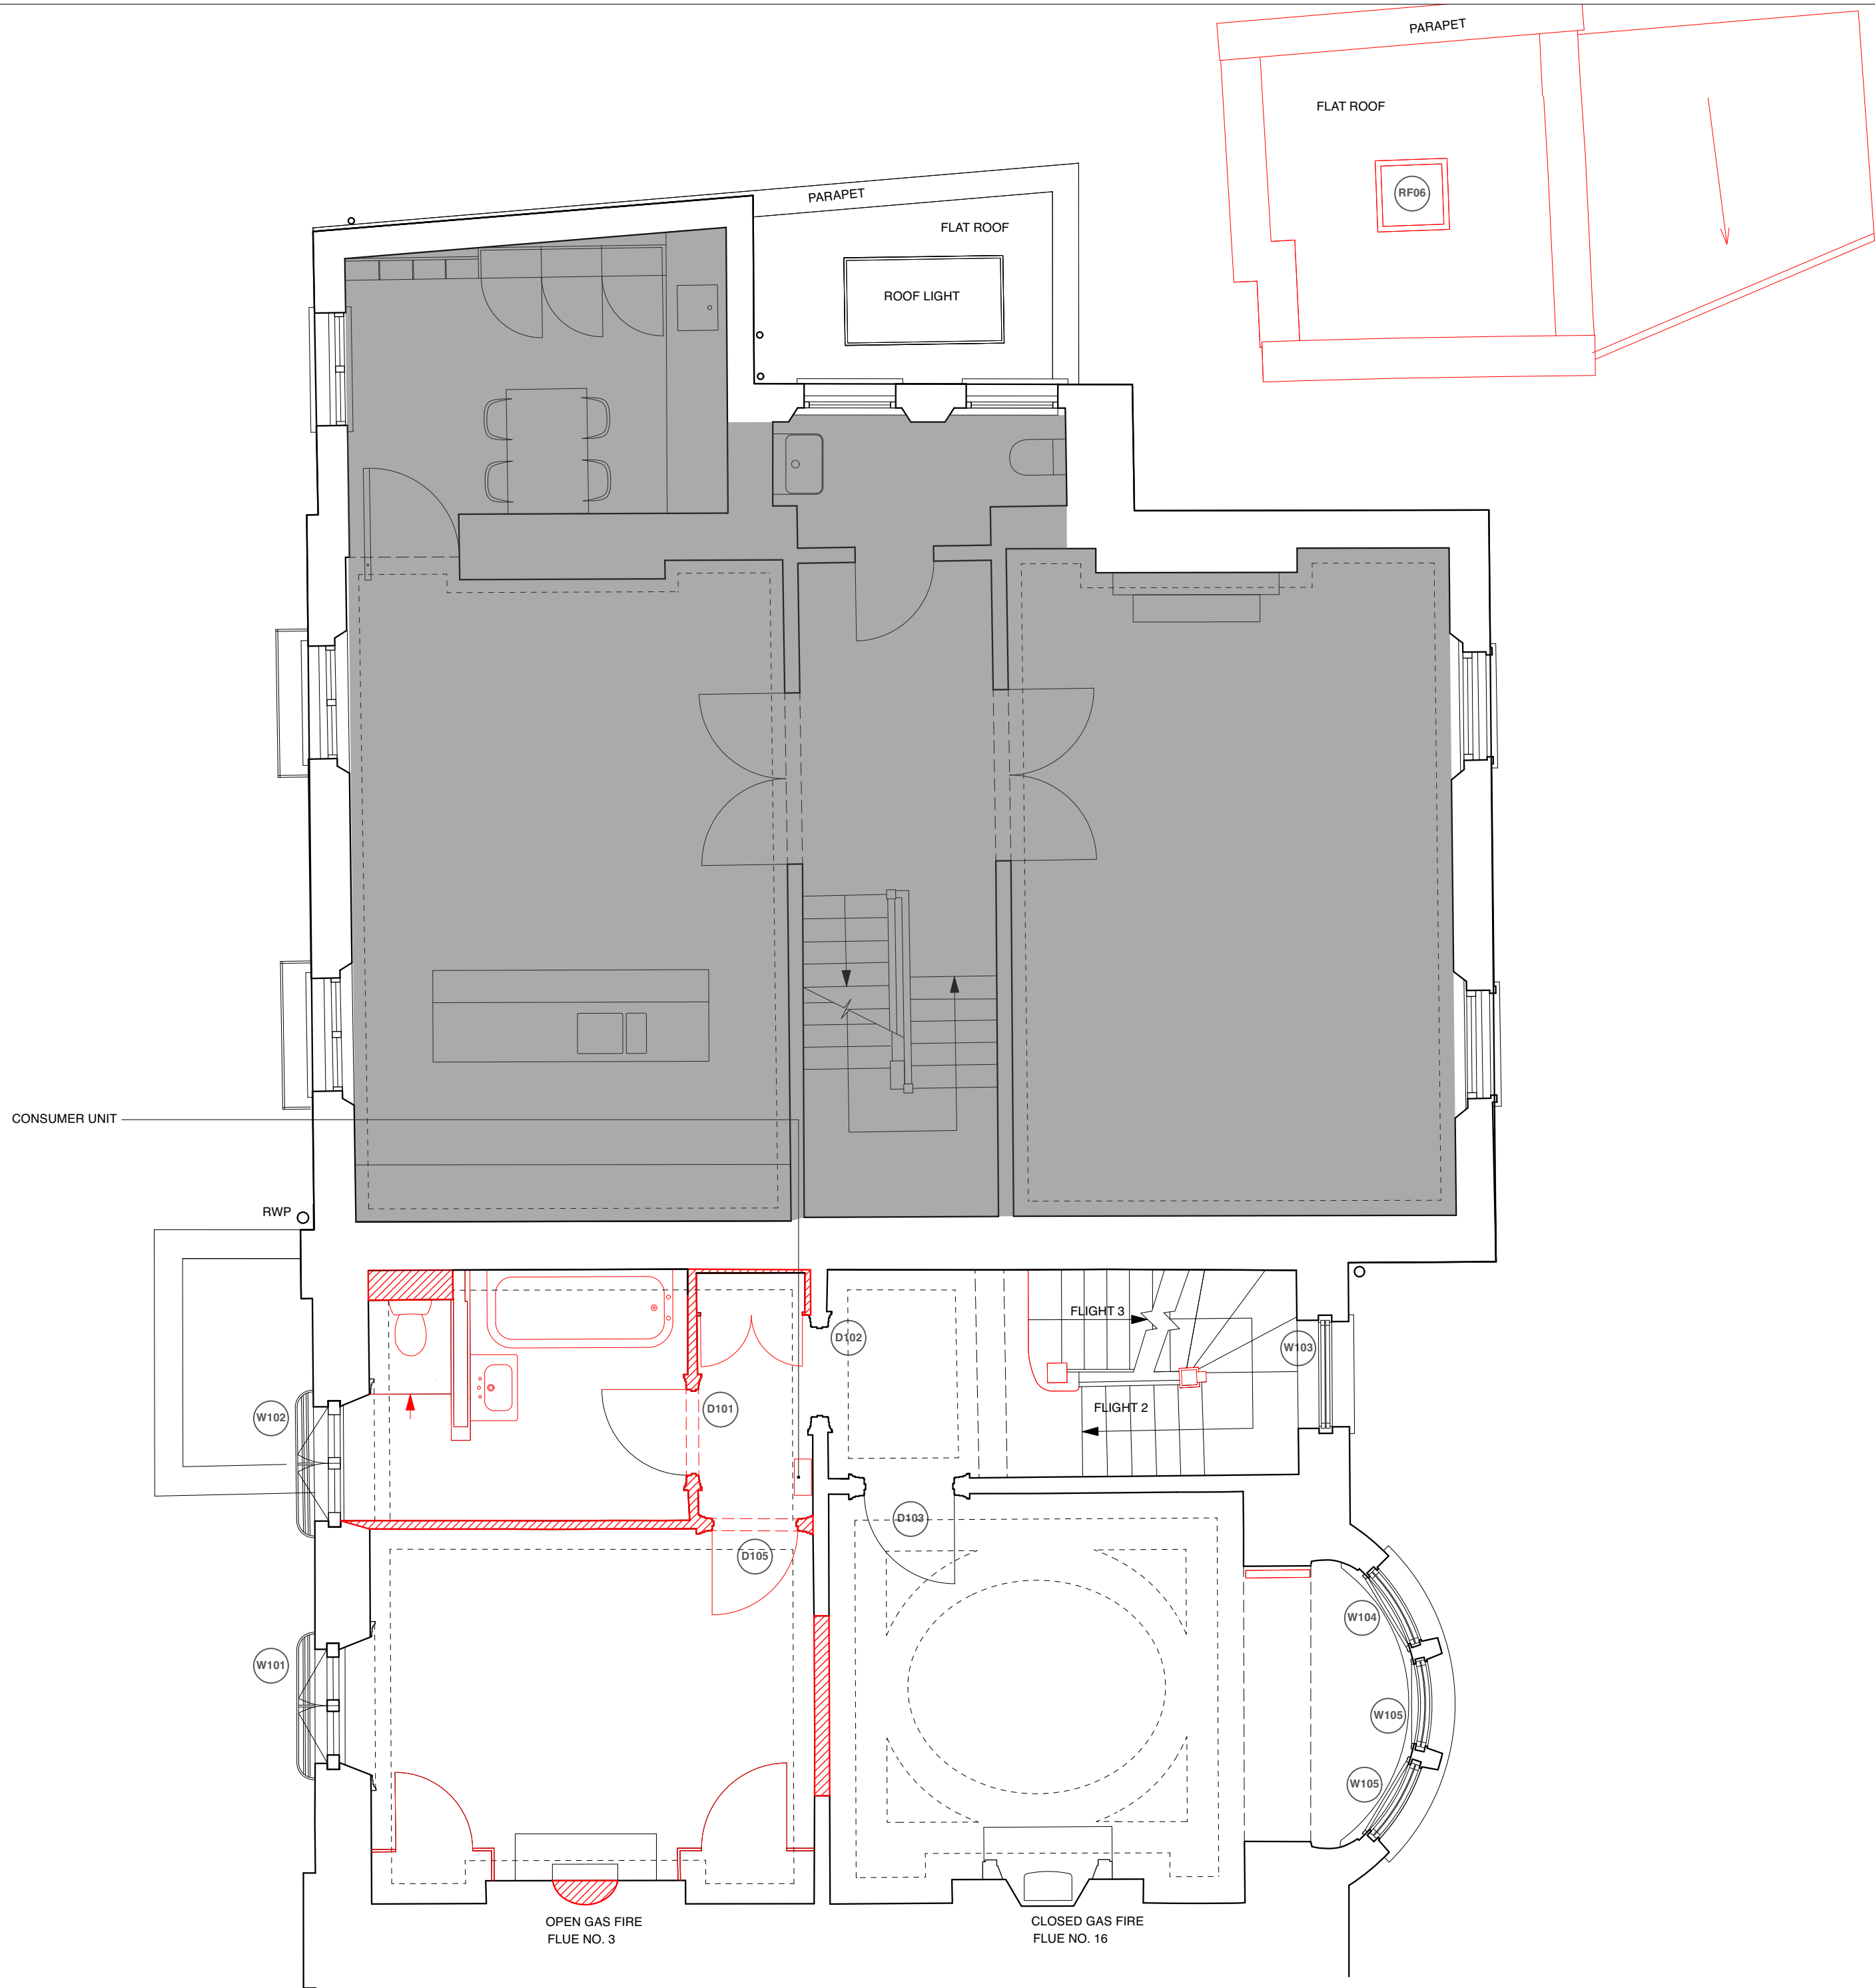 PARAPET
FLAT ROOF
RF06
PARAPET
FLAT ROOF
ROOF LIGHT
CONSUMER UNIT
RWP
FLIGHT 3
D102
W103
W102
D101
FLIGHT 2
D103
D105
W104
W101
W105
W105
OPEN GAS FIRE
FLUE NO. 3
CLOSED GAS FIRE
FLUE NO. 16